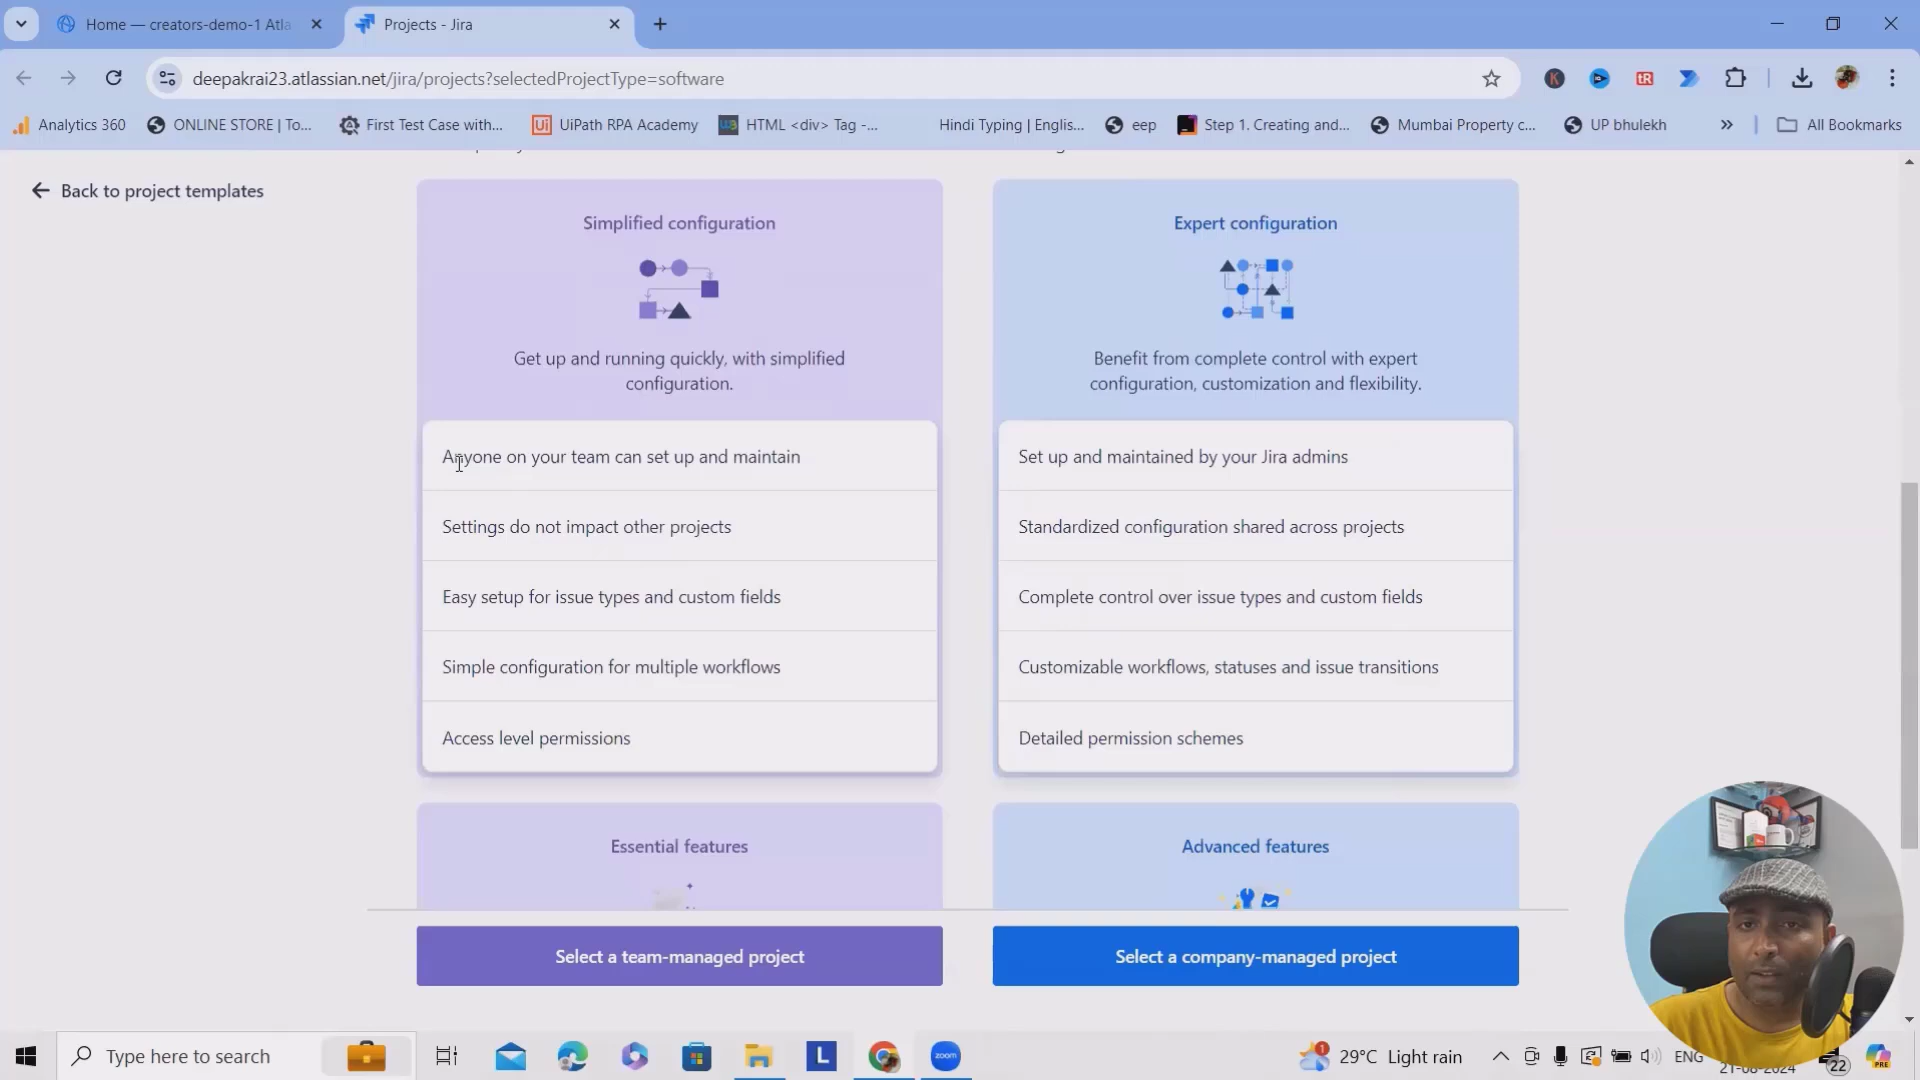 Home — creators-demo-1 Atla
Projects - Jira
deepakrai23.atlassian.net/jira/projects?selectedProjectType=software
Analytics 360
ONLINE STORE | To...
First Test Case with...
UiPath RPA Academy
HTML <div> Tag -...
Hindi Typing | Englis...
eep
Step 1. Creating and...
Mumbai Property c...
UP bhulekh
All Bookmarks
Back to project templates
Simplified configuration
Get up and running quickly, with simplified
configuration.
Anyone on your team can set up and maintain
Settings do not impact other projects
Easy setup for issue types and custom fields
Simple configuration for multiple workflows
Access level permissions
Essential features
Select a team-managed project
Expert configuration
Benefit from complete control with expert
configuration, customization and flexibility.
Set up and maintained by your Jira admins
Standardized configuration shared across projects
Complete control over issue types and custom fields
Customizable workflows, statuses and issue transitions
Detailed permission schemes
Advanced features
Select a company-managed project
Type here to search
L
zoom
29°C Light rain
ENG
21-08-2024
22